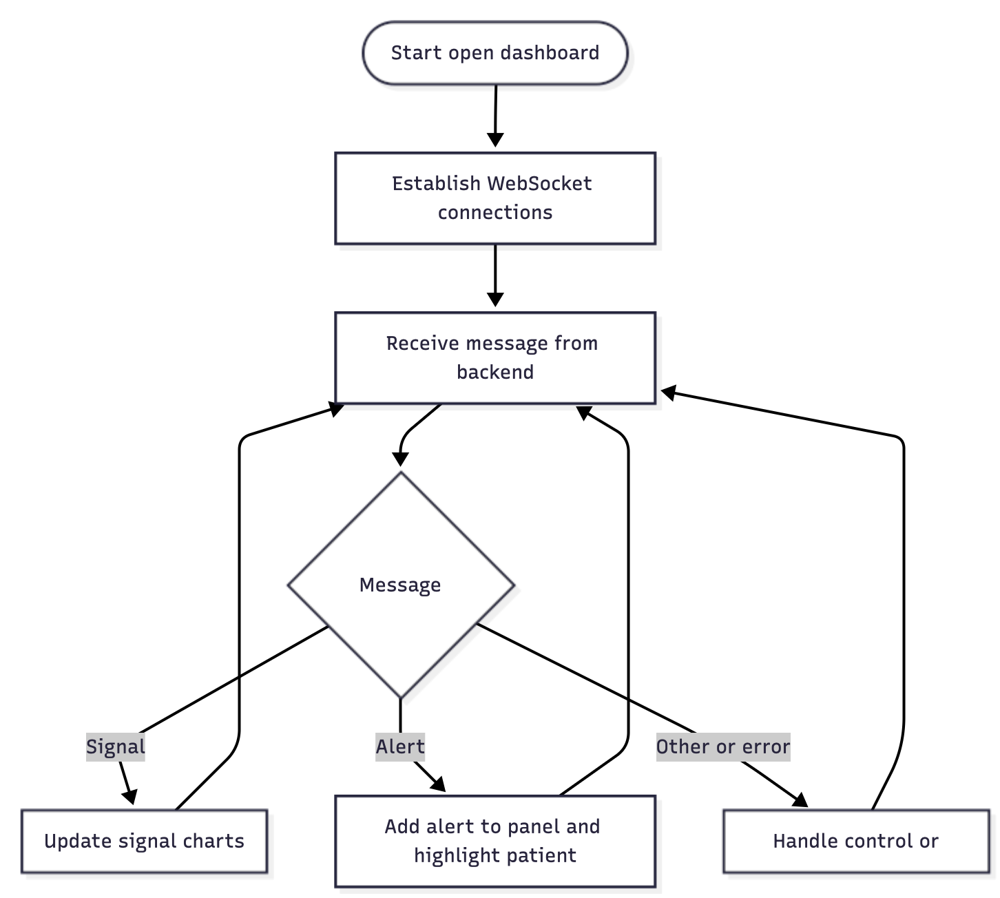 Start open dashboard
Establish WebSocket
connections
Receive message from
backend
Message
Signal
Alert
Other or error
Update signal charts
Add alert to panel and
highlight patient
Handle control or